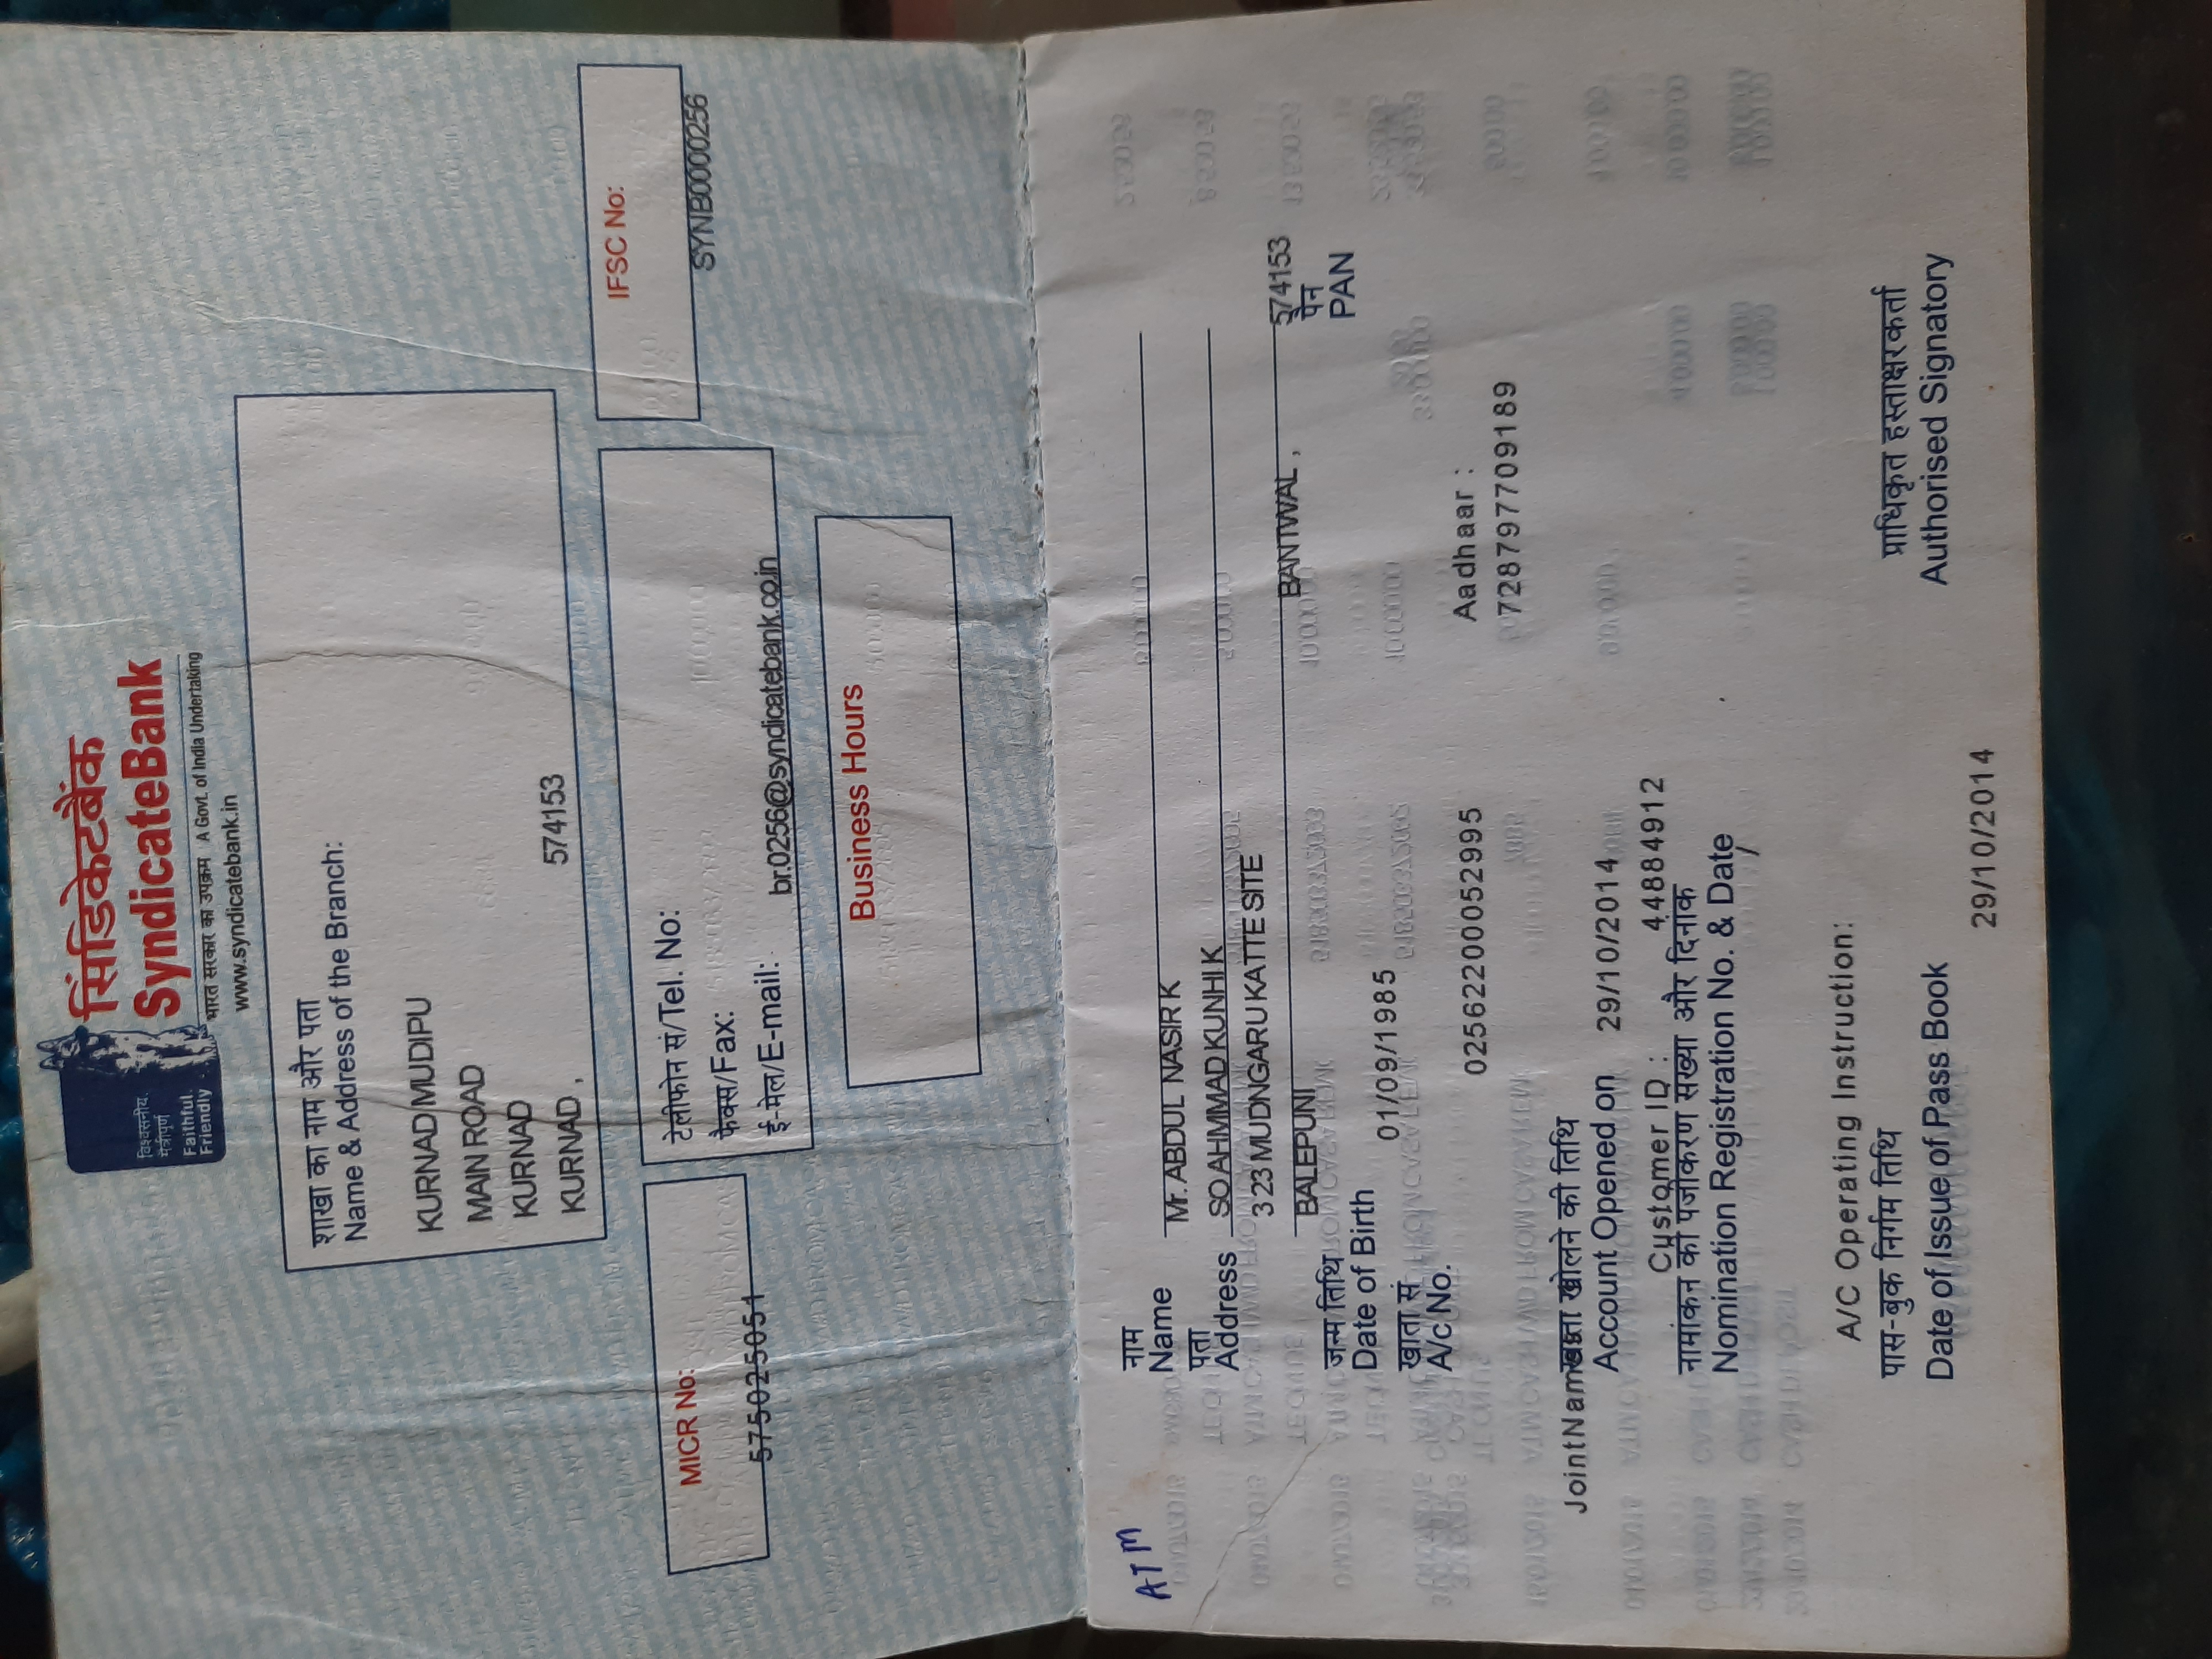 विश्वसनीय.
मैत्रीपूर्ण
Faithful.
Friendly
सिंडिकेटबैंक
SyndicateBank
भारत सरकार का उपक्रम A Govt. of India Undertaking
www.syndicatebank.in
शाखा का नाम और पता
Name & Address of the Branch:
KURNAD MUDIPU
MAIN ROAD
KURNAD
KURNAD , 574153
MICR No:
575025051
टेलीफोन सं/Tel. No:
फैक्स/Fax:
ई-मेल/E-mail: br.0256@syndicatebank.co.in
IFSC No:
SYNB0000256
Business Hours
ATM
नाम
Name Mr. ABDUL NASIR K
पता
Address SO AHMMAD KUNHI K
3 23 MUDNGARU KATTE SITE
BALEPUNI BANTWAL , 574153
जन्म तिथि
Date of Birth 01/09/1985
पैन
PAN
खाता सं
A/c No. 02562200052995
Aadhaar :
728797709189
खाता खोलने की तिथि
Account Opened on 29/10/2014
Customer ID : 44884912
नामांकन की पंजीकरण संख्या और दिनांक
Nomination Registration No. & Date
/
A/C Operating Instruction:
पास-बुक निर्गम तिथि
Date of Issue of Pass Book
29/10/2014
प्राधिकृत हस्ताक्षरकर्ता
Authorised Signatory